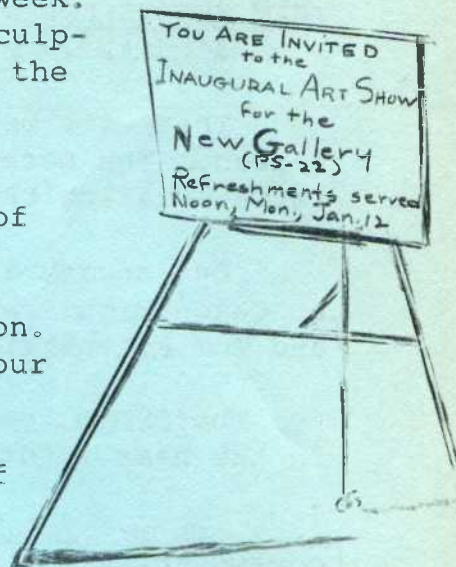 week.
culp-
the
of
on.
our
f
YOU ARE INVITED
to the
INAUGURAL ART SHOW
for the
New Gallery
(PS-22)
Refreshments served
Noon, Mon., Jan. 12